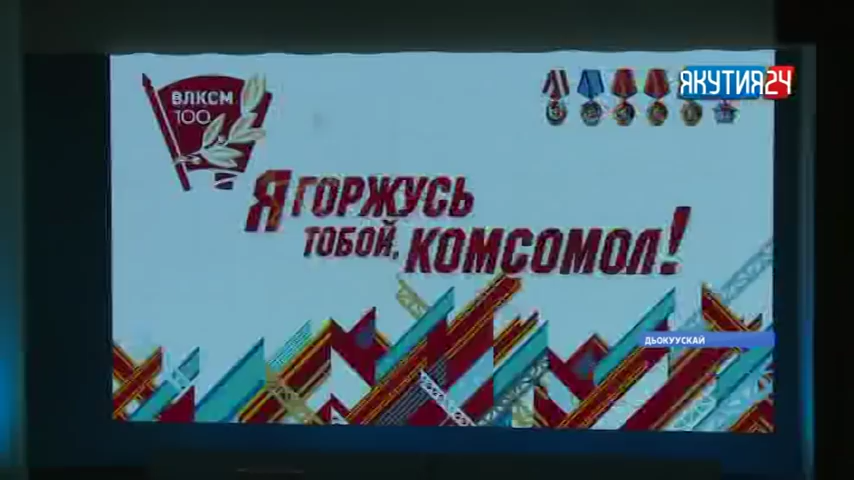 ВЛКСМ
100
ЯКУТИЯ24
Я ГОРЖУСЬ
ТОБОЙ, КОМСОМОЛ!
ДЬОКУУСКАЙ